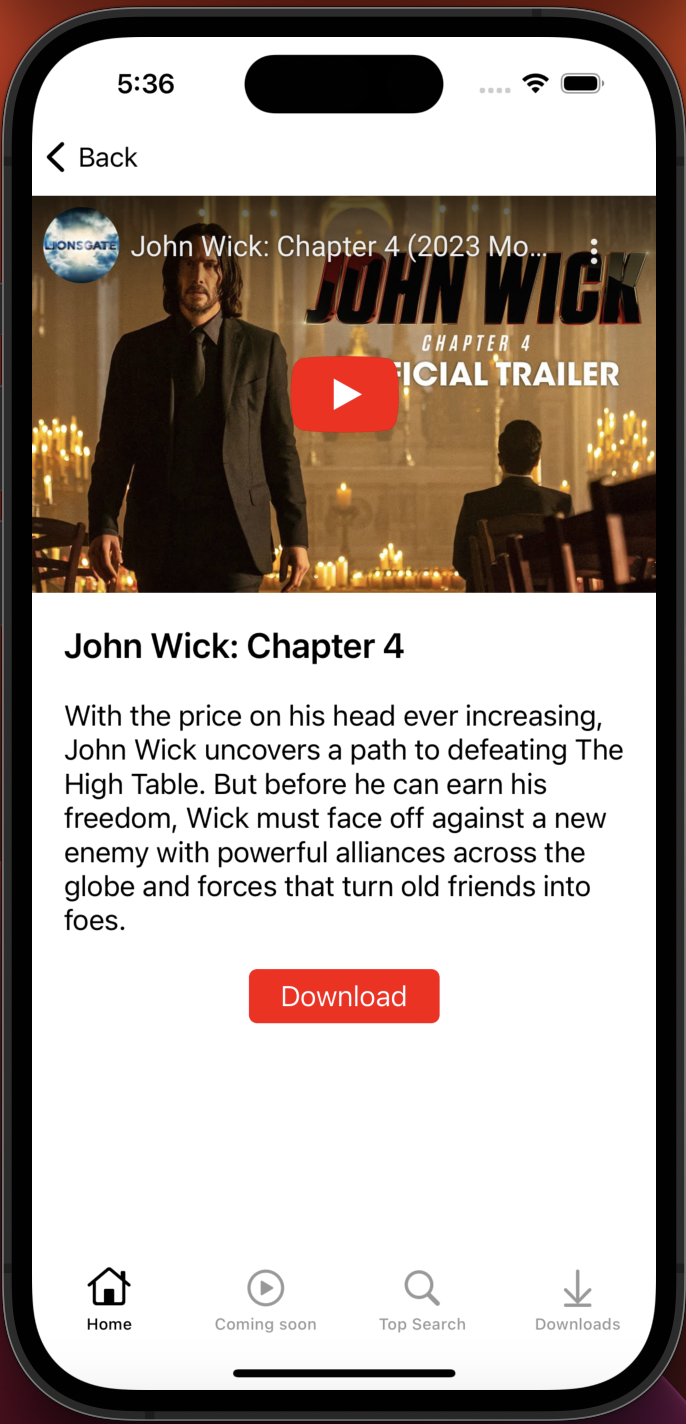 5:36
Back
LIONSGATE
John Wick: Chapter 4 (2023 Mo...
JOHN WICK
CHAPTER 4
FICIAL TRAILER
John Wick: Chapter 4
With the price on his head ever increasing,
John Wick uncovers a path to defeating The
High Table. But before he can earn his
freedom, Wick must face off against a new
enemy with powerful alliances across the
globe and forces that turn old friends into
foes.
Download
Home
Coming soon
Top Search
Downloads